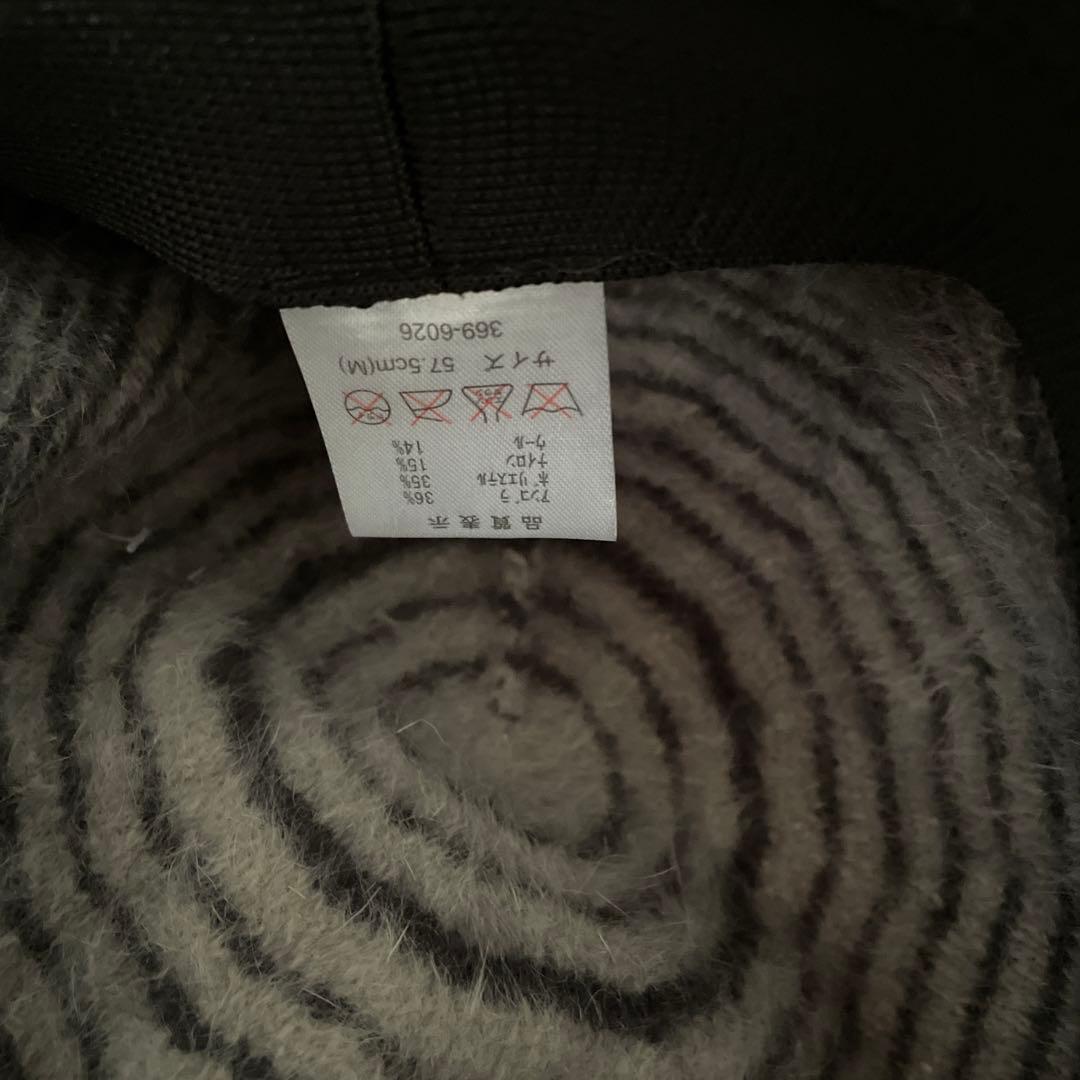 品質表示
アンゴラ 36%
ポリエステル 35%
ナイロン 15%
ウール 14%
サイズ 57.5cm(M)
369-6026